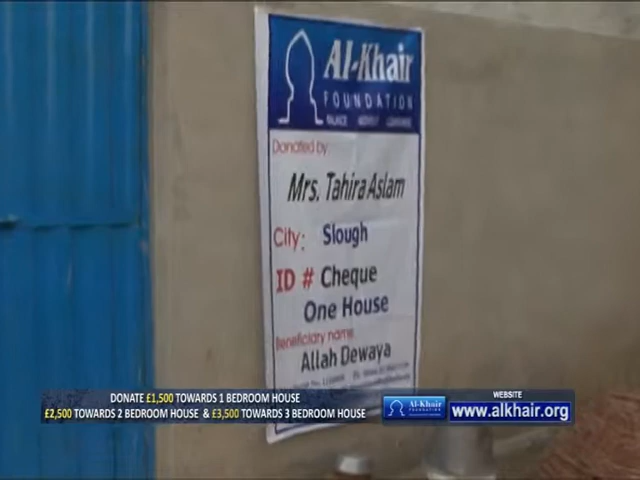 Al-Khair
FOUNDATION
Donated by
Mrs. Tahira Aslam
City: Slough
ID # Cheque
One House
Beneficiary name
Allah Dewaya
DONATE £1,500 TOWARDS 1 BEDROOM HOUSE
£2,500 TOWARDS 2 BEDROOM HOUSE & £3,500 TOWARDS 3 BEDROOM HOUSE
Al-Khair
FOUNDATION
WEBSITE
www.alkhair.org